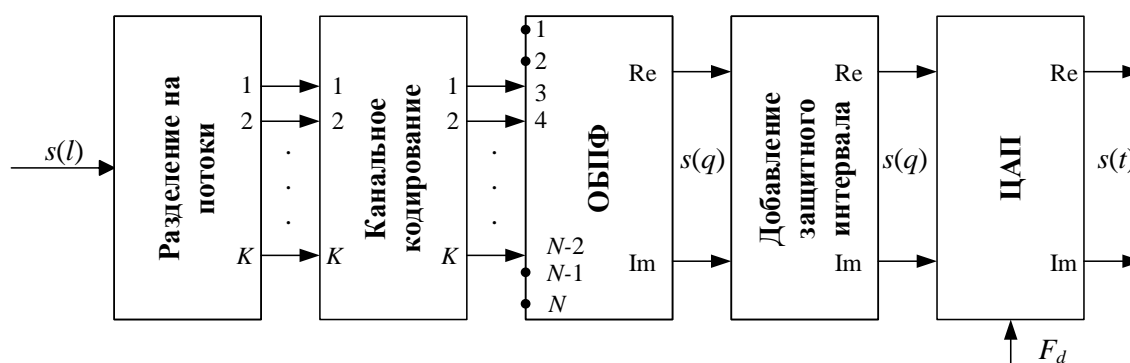 s(l)
Разделение на потоки
1
2
K
1
2
K
Канальное кодирование
1
2
K
1
2
3
4
N-2
N-1
N
ОБПФ
Re
Im
s(q)
Добавление защитного интервала
Re
Im
s(q)
ЦАП
Re
Im
s(t)
F_d